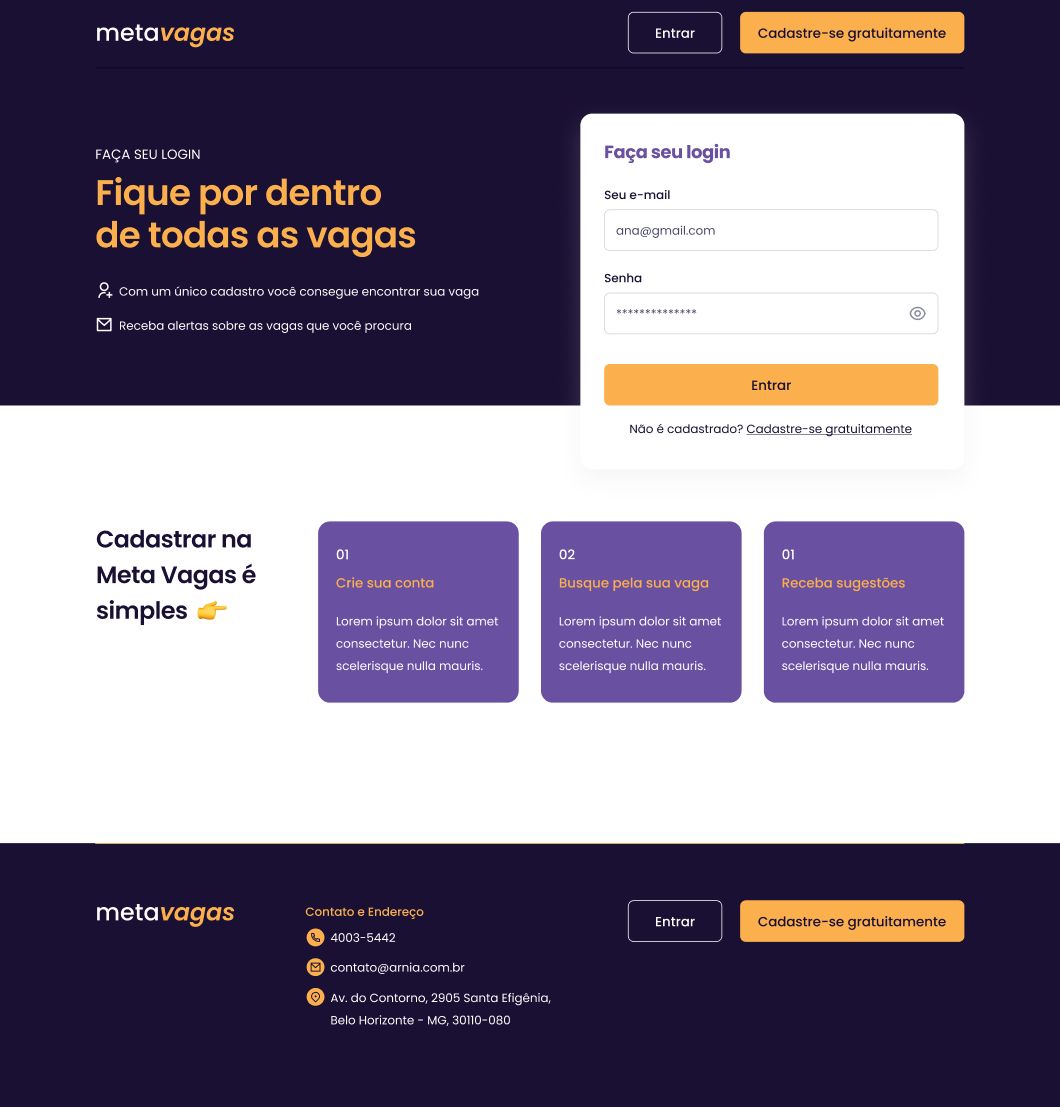 metavagas
Entrar
Cadastre-se gratuitamente
FAÇA SEU LOGIN
Fique por dentro
de todas as vagas
Com um único cadastro você consegue encontrar sua vaga
Receba alertas sobre as vagas que você procura
Faça seu login
Seu e-mail
ana@gmail.com
Senha
**************
Entrar
Não é cadastrado? Cadastre-se gratuitamente
Cadastrar na
Meta Vagas é
simples 👉
01
Crie sua conta
Lorem ipsum dolor sit amet
consectetur. Nec nunc
scelerisque nulla mauris.
02
Busque pela sua vaga
Lorem ipsum dolor sit amet
consectetur. Nec nunc
scelerisque nulla mauris.
01
Receba sugestões
Lorem ipsum dolor sit amet
consectetur. Nec nunc
scelerisque nulla mauris.
metavagas
Contato e Endereço
4003-5442
contato@arnia.com.br
Av. do Contorno, 2905 Santa Efigênia,
Belo Horizonte - MG, 30110-080
Entrar
Cadastre-se gratuitamente